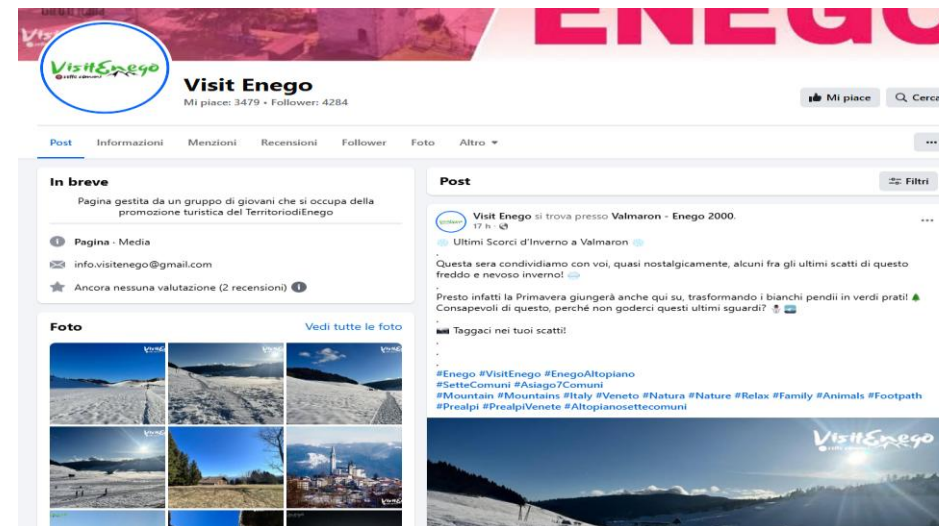 ENEGO
VisitEnego
Visit Enego
Mi piace: 3479 • Follower: 4284
Mi piace
Cerca
Post
Informazioni
Menzioni
Recensioni
Follower
Foto
Altro
In breve
Pagina gestita da un gruppo di giovani che si occupa della
promozione turistica del TerritoriodiEnego
Pagina · Media
info.visitenego@gmail.com
Ancora nessuna valutazione (2 recensioni)
Foto
Vedi tutte le foto
Post
Filtri
Visit Enego si trova presso Valmaron - Enego 2000.
17 h ·
Ultimi Scorci d'Inverno a Valmaron
.
Questa sera condividiamo con voi, quasi nostalgicamente, alcuni fra gli ultimi scatti di questo
freddo e nevoso inverno!
.
Presto infatti la Primavera giungerà anche qui su, trasformando i bianchi pendii in verdi prati!
Consapevoli di questo, perché non goderci questi ultimi sguardi?
.
Taggaci nei tuoi scatti!
.
.
.
#Enego #VisitEnego #EnegoAltopiano
#SetteComuni #Asiago7Comuni
#Mountain #Mountains #Italy #Veneto #Natura #Nature #Relax #Family #Animals #Footpath
#Prealpi #PrealpiVenete #Altopianosettecomuni
VisitEnego